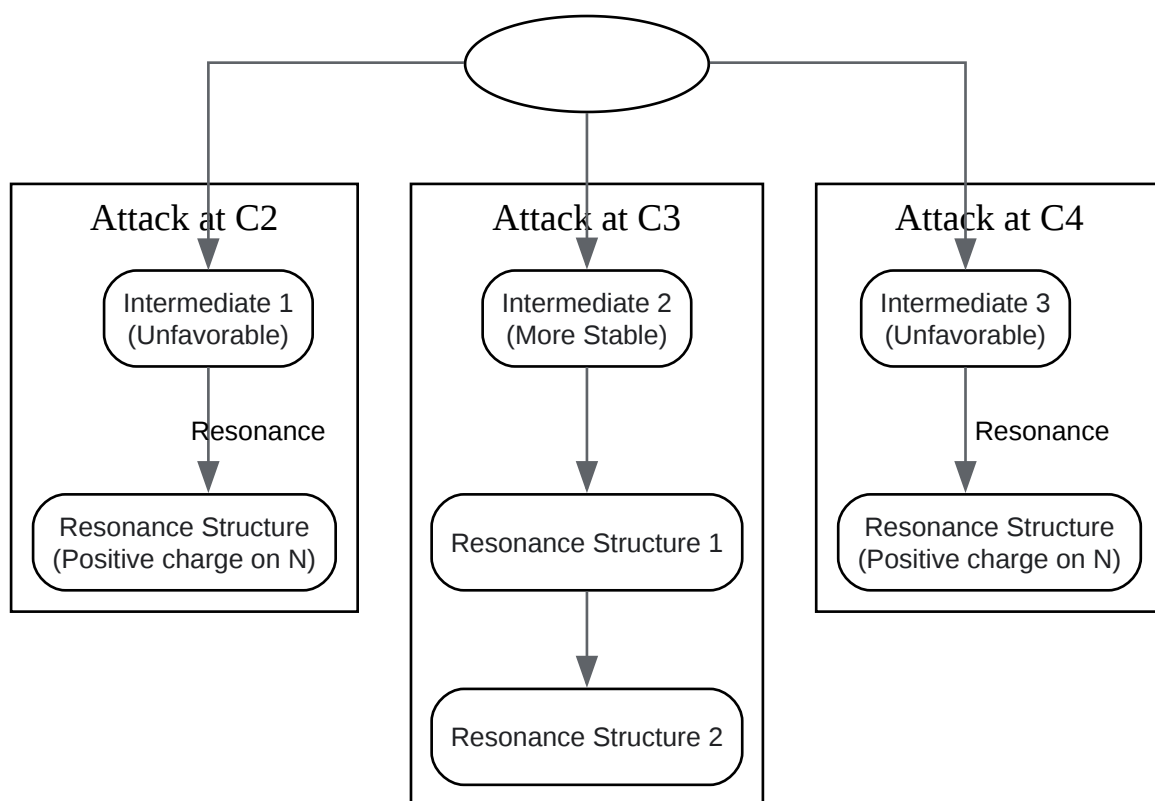 Attack at C2
Intermediate 1
(Unfavorable)
Resonance
Resonance Structure
(Positive charge on N)
Attack at C3
Intermediate 2
(More Stable)
Resonance Structure 1
Resonance Structure 2
Attack at C4
Intermediate 3
(Unfavorable)
Resonance
Resonance Structure
(Positive charge on N)